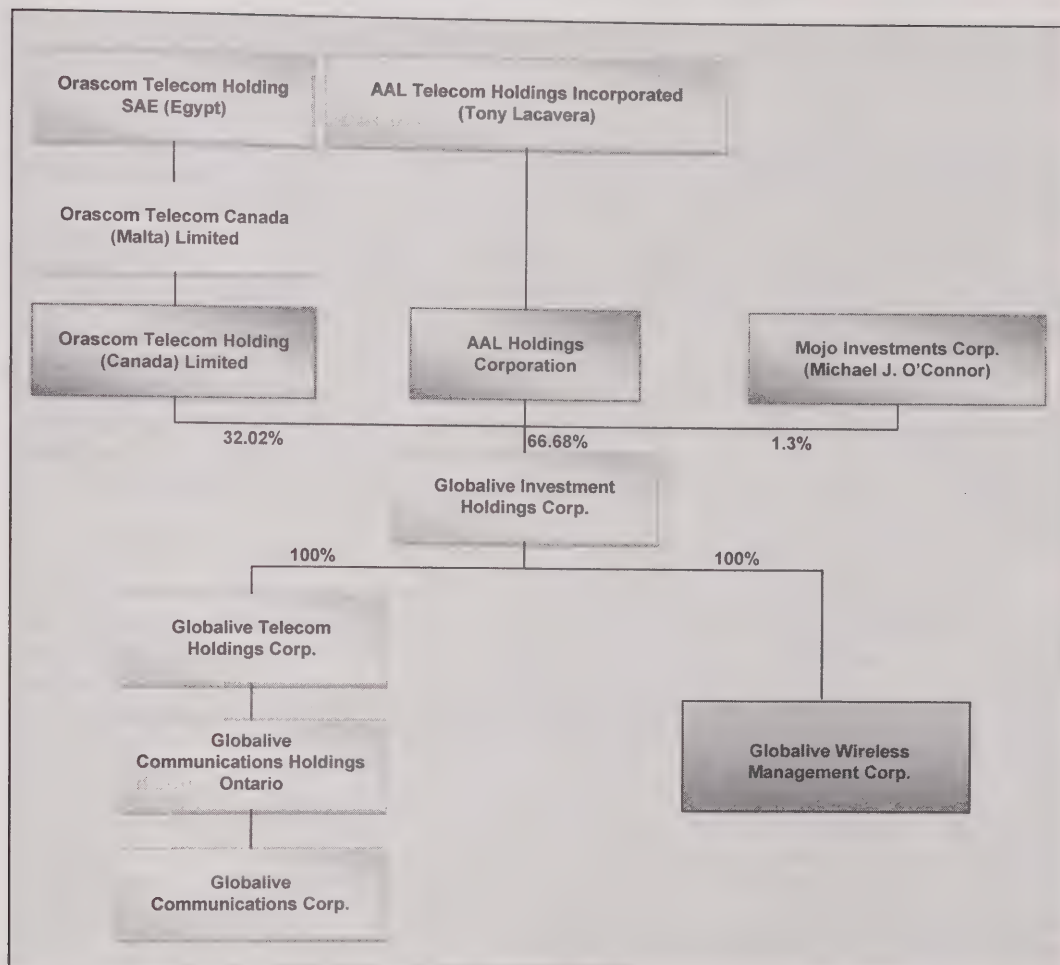 Orascom Telecom Holding
SAE (Egypt)
AAL Telecom Holdings Incorporated
(Tony Lacavera)
Orascom Telecom Canada
(Malta) Limited
Orascom Telecom Holding
(Canada) Limited
AAL Holdings
Corporation
Mojo Investments Corp.
(Michael J. O'Connor)
32.02%
66.68%
1.3%
Globalive Investment
Holdings Corp.
100%
100%
Globalive Telecom
Holdings Corp.
Globalive
Communications Holdings
Ontario
Globalive Wireless
Management Corp.
Globalive
Communications Corp.